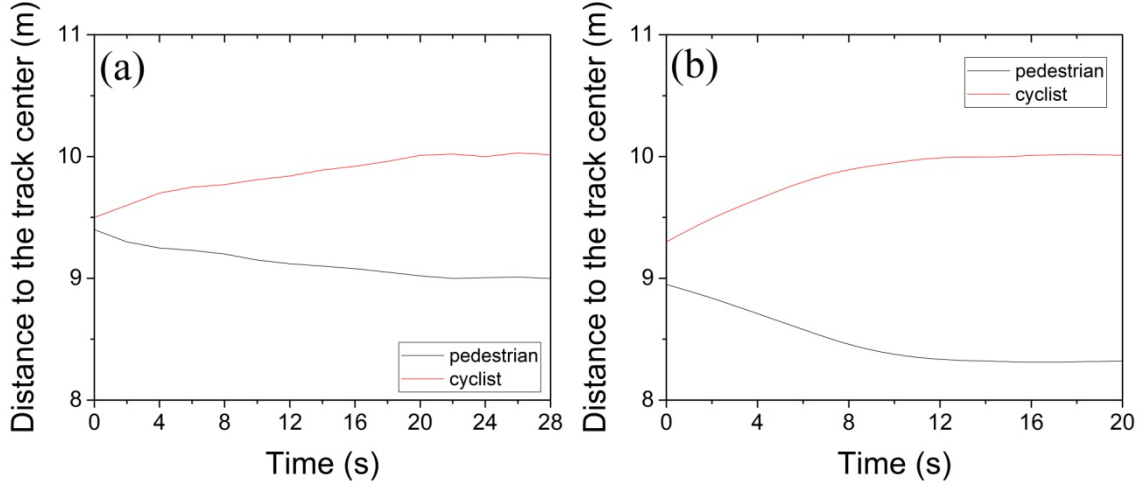 (a)
Distance to the track center (m)
11
10
9
8
pedestrian
cyclist
0 4 8 12 16 20 24 28
Time (s)
(b)
Distance to the track center (m)
11
10
9
8
pedestrian
cyclist
0 4 8 12 16 20
Time (s)